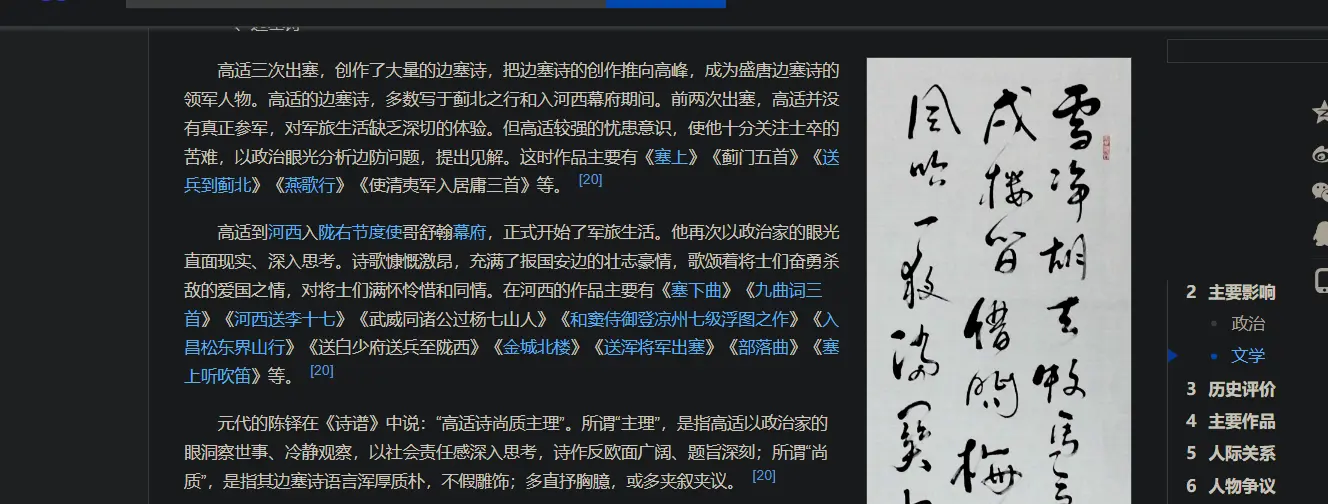 高适三次出塞，创作了大量的边塞诗，把边塞诗的创作推向高峰，成为盛唐边塞诗的
领军人物。高适的边塞诗，多数写于蓟北之行和入河西幕府期间。前两次出塞，高适并没
有真正参军，对军旅生活缺乏深切的体验。但高适较强的忧患意识，使他十分关注士卒的
苦难，以政治眼光分析边防问题，提出见解。这时作品主要有《塞上》《蓟门五首》《送
兵到蓟北》《燕歌行》《使清夷军入居庸三首》等。 [20]
高适到河西入陇右节度使哥舒翰幕府，正式开始了军旅生活。他再次以政治家的眼光
直面现实、深入思考。诗歌慷慨激昂，充满了报国安边的壮志豪情，歌颂着将士们奋勇杀
敌的爱国之情，对将士们满怀怜惜和同情。在河西的作品主要有《塞下曲》《九曲词三
首》《河西送李十七》《武威同诸公过杨七山人》《和窦侍御登凉州七级浮图之作》《入
昌松东界山行》《送白少府送兵至陇西》《金城北楼》《送浑将军出塞》《部落曲》《塞
上听吹笛》等。 [20]
元代的陈铎在《诗谱》中说：“高适诗尚质主理”。所谓“主理”，是指高适以政治家的
眼洞察世事、冷静观察，以社会责任感深入思考，诗作反欧面广阔、题旨深刻；所谓“尚
质”，是指其边塞诗语言浑厚质朴，不假雕饰；多直抒胸臆，或多夹叙夹议。 [20]
雪净胡天牧马
戍楼留借问梅
风吹一夜满关
2 主要影响
政治
文学
3 历史评价
4 主要作品
5 人际关系
6 人物争议